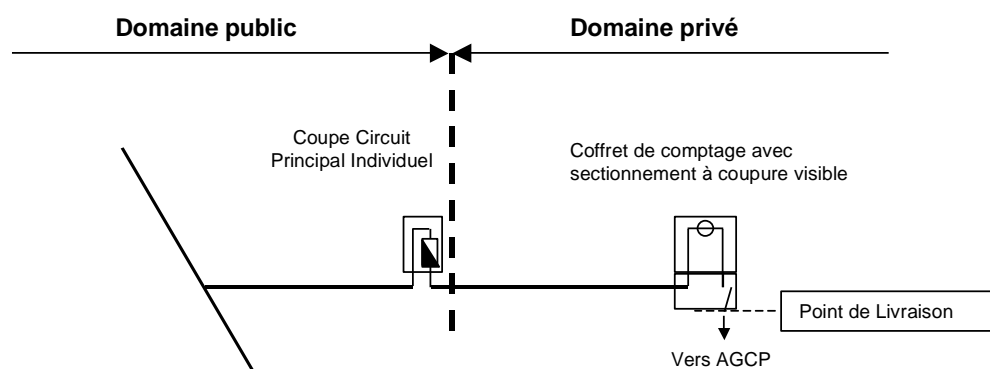 Domaine public
Domaine privé
Coupe Circuit
Principal Individuel
Coffret de comptage avec
sectionnement à coupure visible
Point de Livraison
Vers AGCP